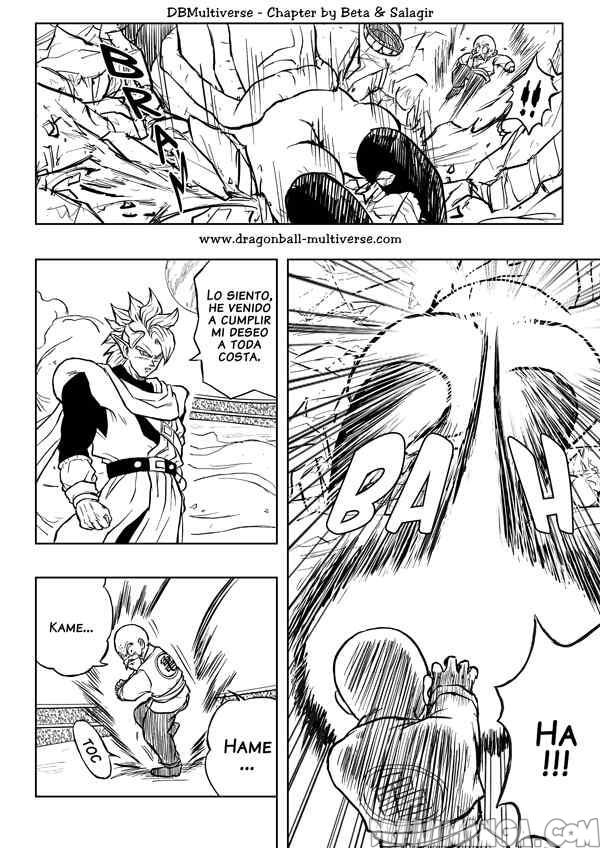 DBMultiverse - Chapter by Beta & Salagir
BRAM
!!
www.dragonball-multiverse.com
Lo siento,
he venido
a cumplir
mi deseo
a toda
costa.
BAAH
Kame...
Hame...
TOC
Ha
!!!